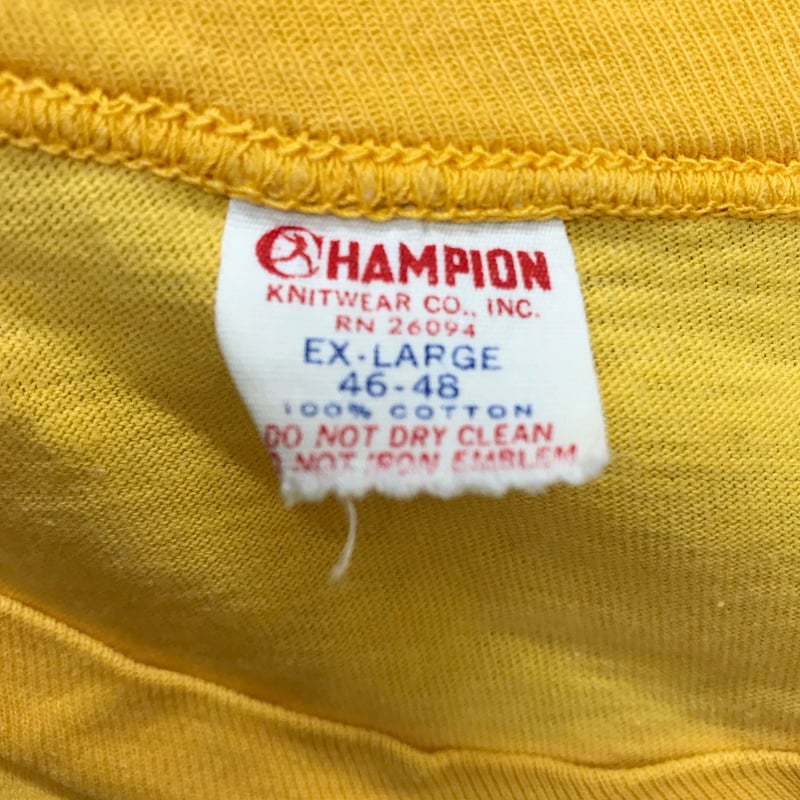 CHAMPION
KNITWEAR CO., INC.
RN 26094
EX-LARGE
46-48
100% COTTON
DO NOT DRY CLEAN
NOT IRON EMBLEM